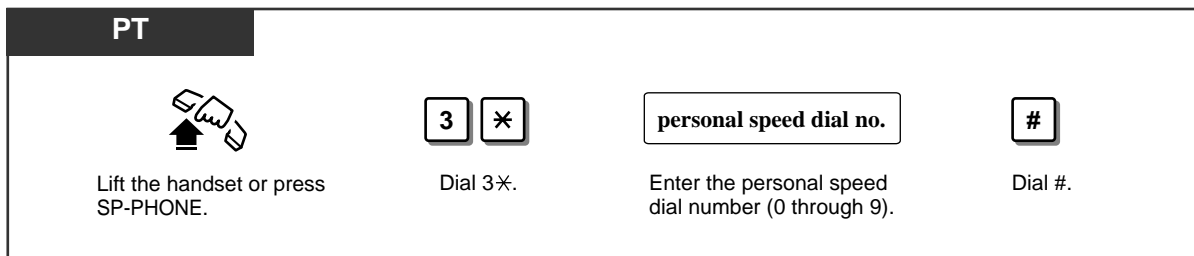 PT
3 ✳ personal speed dial no. #
Lift the handset or press
SP-PHONE.
Dial 3✳.
Enter the personal speed
dial number (0 through 9).
Dial #.